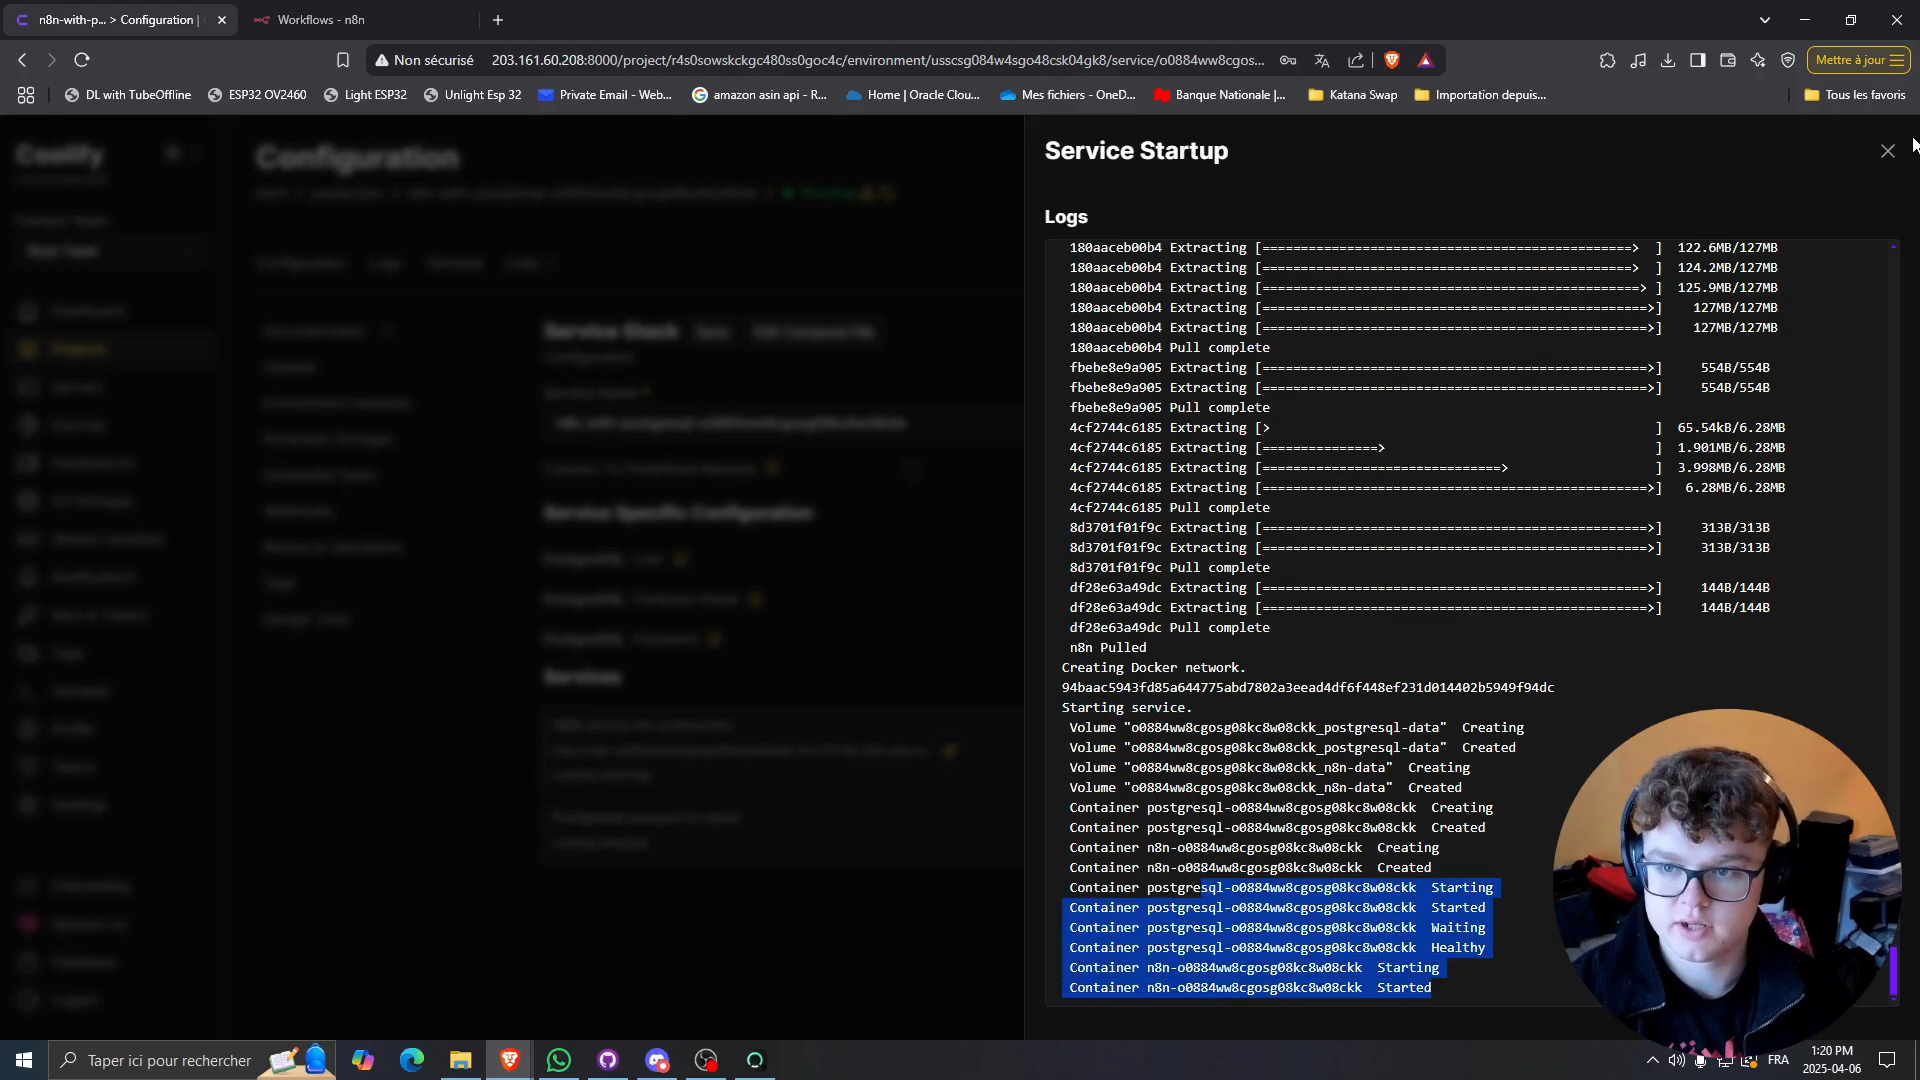 n8n-with-p... > Configuration |
Workflows - n8n
Non sécurisé
203.161.60.208:8000/project/r4s0sowskckgc480ss0goc4c/environment/usscsg084w4sgo48csk04gk8/service/o0884ww8cgos...
Mettre à jour
DL with TubeOffline
ESP32 OV2460
Light ESP32
Unlight Esp 32
Private Email - Web...
amazon asin api - R...
Home | Oracle Clou...
Mes fichiers - OneD...
Banque Nationale |...
Katana Swap
Importation depuis...
Tous les favoris
Coolify
Configuration
Service Startup
Logs
180aaceb00b4 Extracting [=================================================> ] 122.6MB/127MB
180aaceb00b4 Extracting [=================================================> ] 124.2MB/127MB
180aaceb00b4 Extracting [==================================================> ] 125.9MB/127MB
180aaceb00b4 Extracting [==================================================>] 127MB/127MB
180aaceb00b4 Extracting [==================================================>] 127MB/127MB
180aaceb00b4 Pull complete
fbebe8e9a905 Extracting [==================================================>] 554B/554B
fbebe8e9a905 Extracting [==================================================>] 554B/554B
fbebe8e9a905 Pull complete
4cf2744c6185 Extracting [> ] 65.54kB/6.28MB
4cf2744c6185 Extracting [===============> ] 1.901MB/6.28MB
4cf2744c6185 Extracting [===============================> ] 3.998MB/6.28MB
4cf2744c6185 Extracting [==================================================>] 6.28MB/6.28MB
4cf2744c6185 Pull complete
8d3701f01f9c Extracting [==================================================>] 313B/313B
8d3701f01f9c Extracting [==================================================>] 313B/313B
8d3701f01f9c Pull complete
df28e63a49dc Extracting [==================================================>] 144B/144B
df28e63a49dc Extracting [==================================================>] 144B/144B
df28e63a49dc Pull complete
n8n Pulled
Creating Docker network.
94baac5943fd85a644775abd7802a3eead4df6f448ef231d014402b5949f94dc
Starting service.
Volume "o0884ww8cgosg08kc8w08ckk_postgresql-data" Creating
Volume "o0884ww8cgosg08kc8w08ckk_postgresql-data" Created
Volume "o0884ww8cgosg08kc8w08ckk_n8n-data" Creating
Volume "o0884ww8cgosg08kc8w08ckk_n8n-data" Created
Container postgresql-o0884ww8cgosg08kc8w08ckk Creating
Container postgresql-o0884ww8cgosg08kc8w08ckk Created
Container n8n-o0884ww8cgosg08kc8w08ckk Creating
Container n8n-o0884ww8cgosg08kc8w08ckk Created
Container postgresql-o0884ww8cgosg08kc8w08ckk Starting
Container postgresql-o0884ww8cgosg08kc8w08ckk Started
Container postgresql-o0884ww8cgosg08kc8w08ckk Waiting
Container postgresql-o0884ww8cgosg08kc8w08ckk Healthy
Container n8n-o0884ww8cgosg08kc8w08ckk Starting
Container n8n-o0884ww8cgosg08kc8w08ckk Started
Taper ici pour rechercher
FRA
1:20 PM
2025-04-06